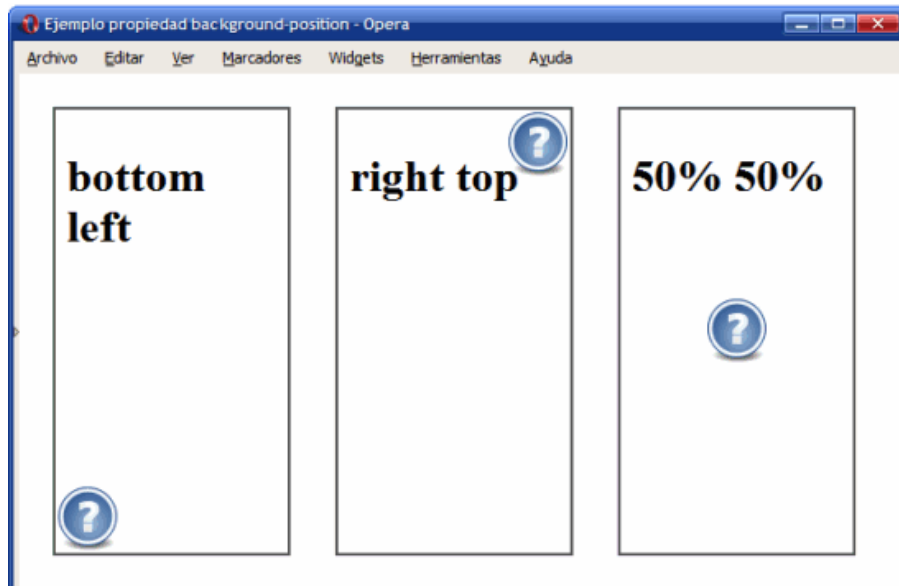 Ejemplo propiedad background-position - Opera
Archivo Editar Ver Marcadores Widgets Herramientas Ayuda
bottom
left
right top
50% 50%
?
?
?